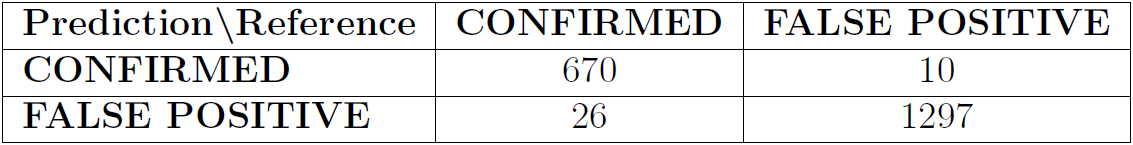 Prediction\Reference CONFIRMED FALSE POSITIVE
CONFIRMED 670 10
FALSE POSITIVE 26 1297